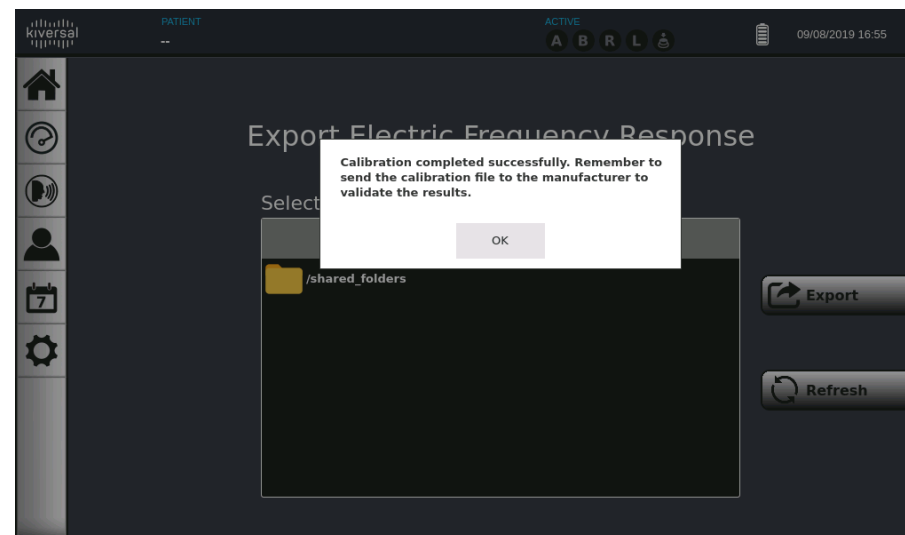 kiversal
PATIENT
--
ACTIVE
A B R L
09/08/2019 16:55
Export Electric Frequency Response
Calibration completed successfully. Remember to
send the calibration file to the manufacturer to
validate the results.
OK
Select
/shared_folders
Export
Refresh
7